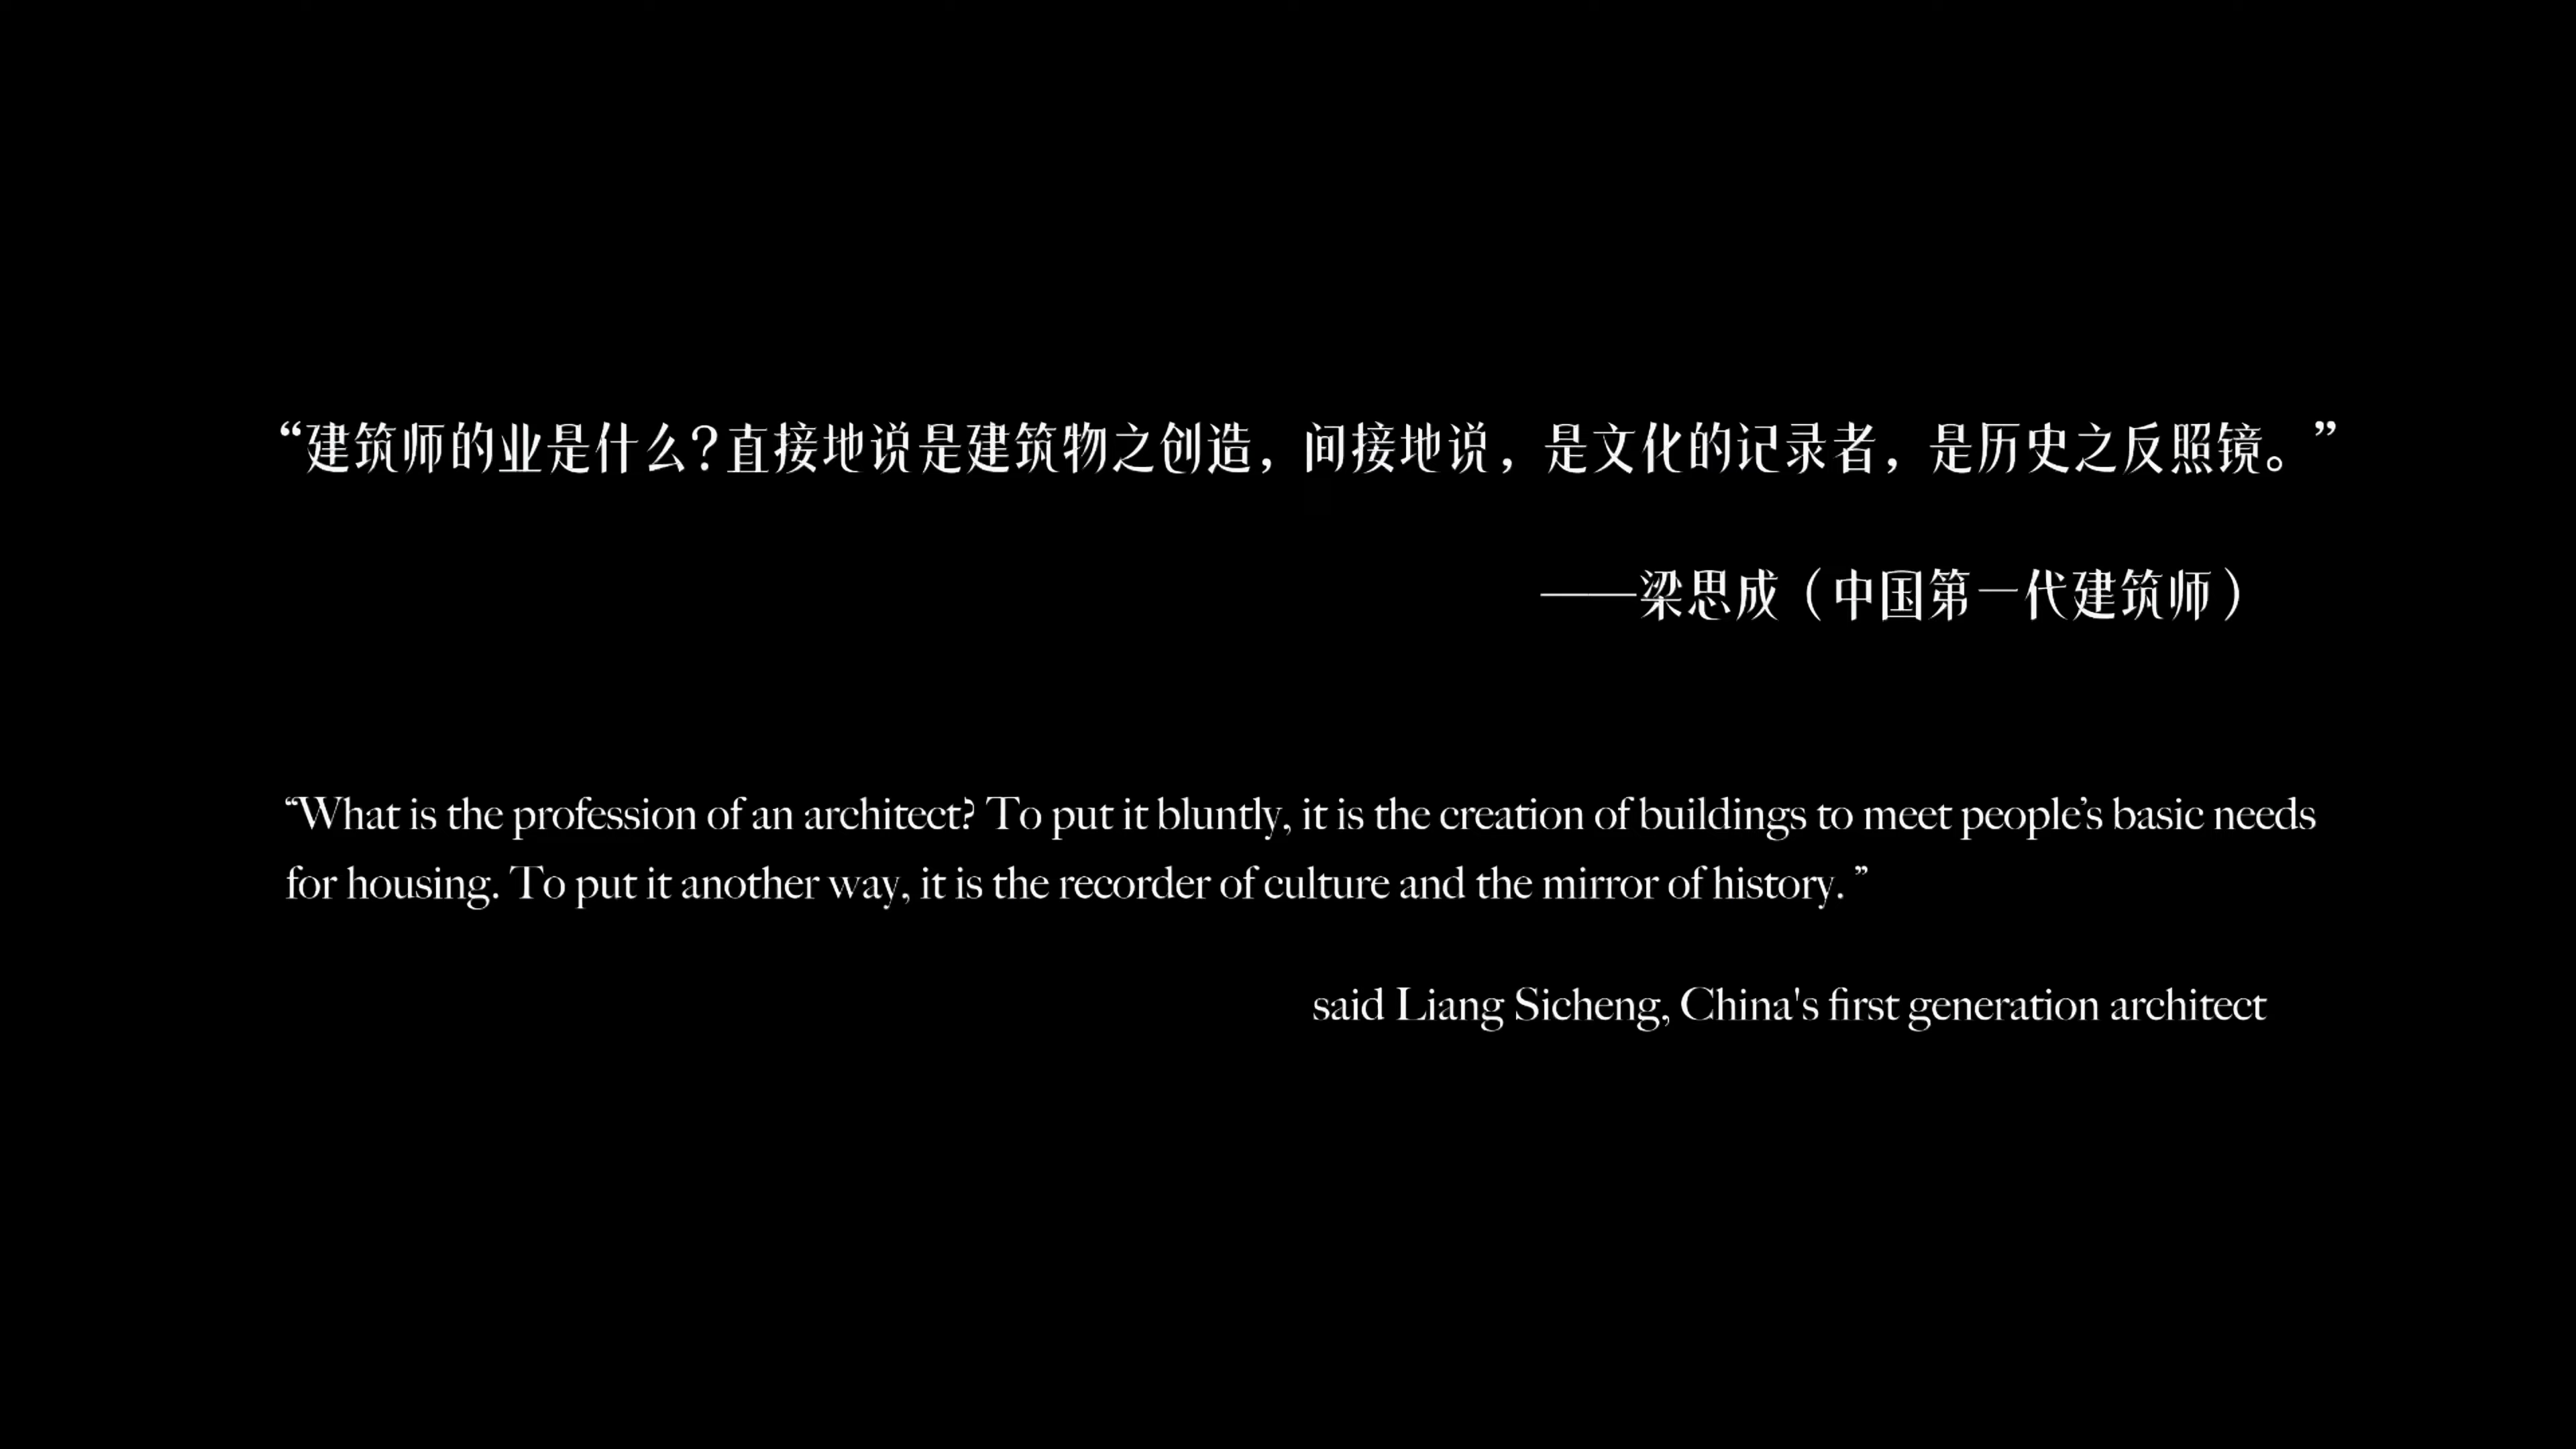 “建筑师的业是什么？直接地说是建筑物之创造，间接地说，是文化的记录者，是历史之反照镜。”
——梁思成（中国第一代建筑师）
“What is the profession of an architect? To put it bluntly, it is the creation of buildings to meet people’s basic needs
for housing. To put it another way, it is the recorder of culture and the mirror of history. ”
said Liang Sicheng, China's first generation architect